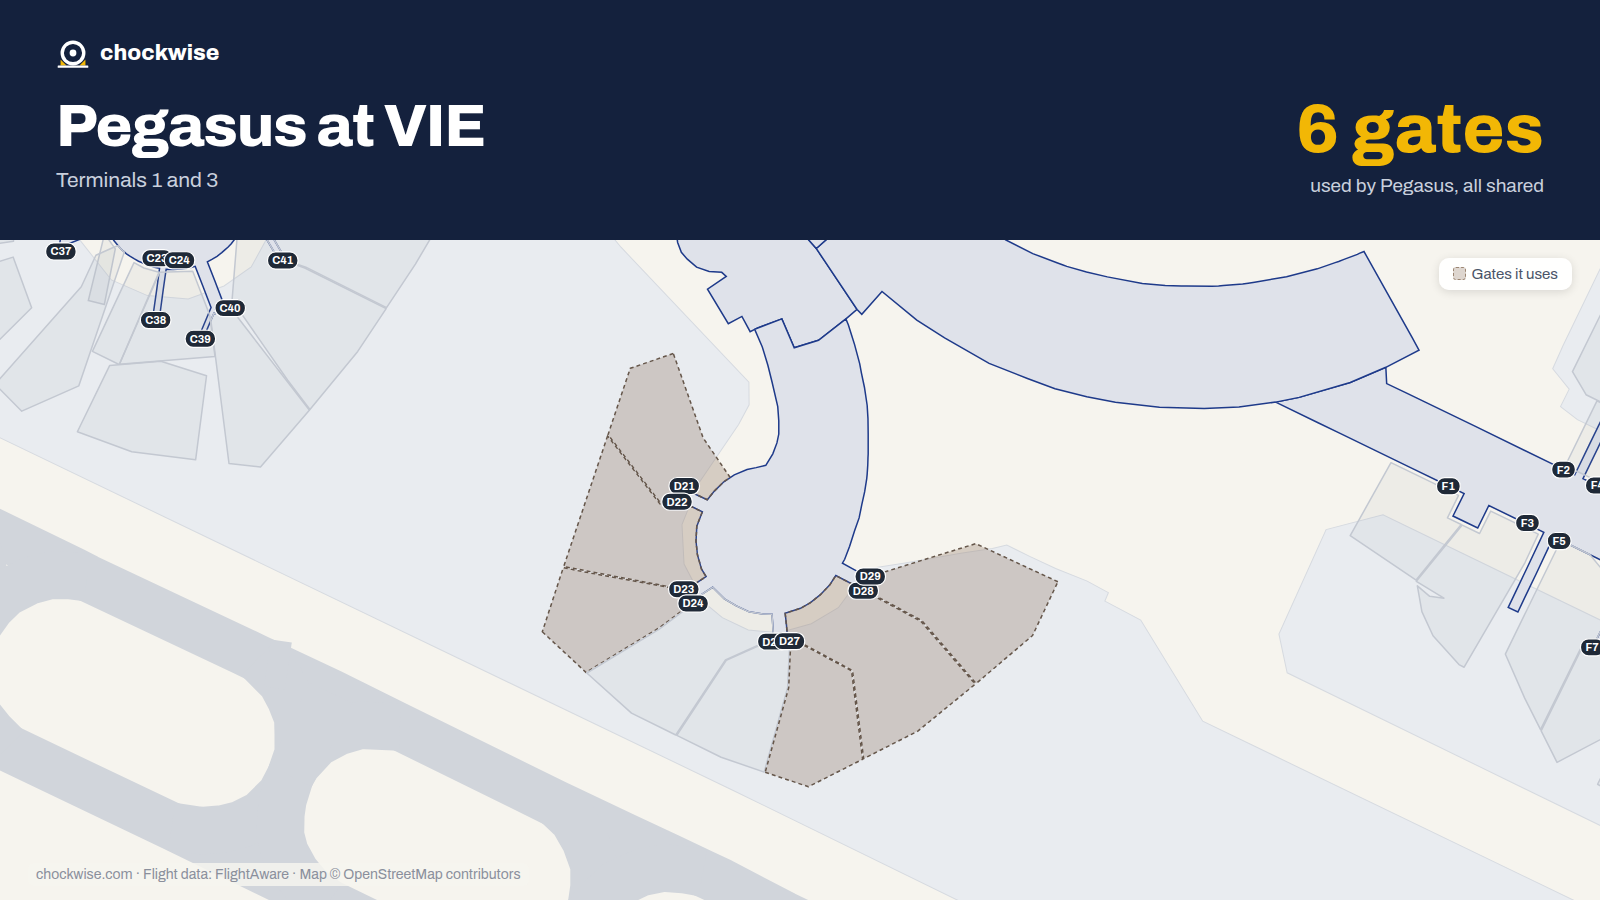 chockwise
Pegasus at VIE
Terminals 1 and 3
6 gates
used by Pegasus, all shared
Gates it uses
C37
C24
C41
C38
C40
C39
D21
D22
D23
D24
D27
D29
D28
F1
F2
F3
F5
F7
chockwise.com · Flight data: FlightAware · Map © OpenStreetMap contributors